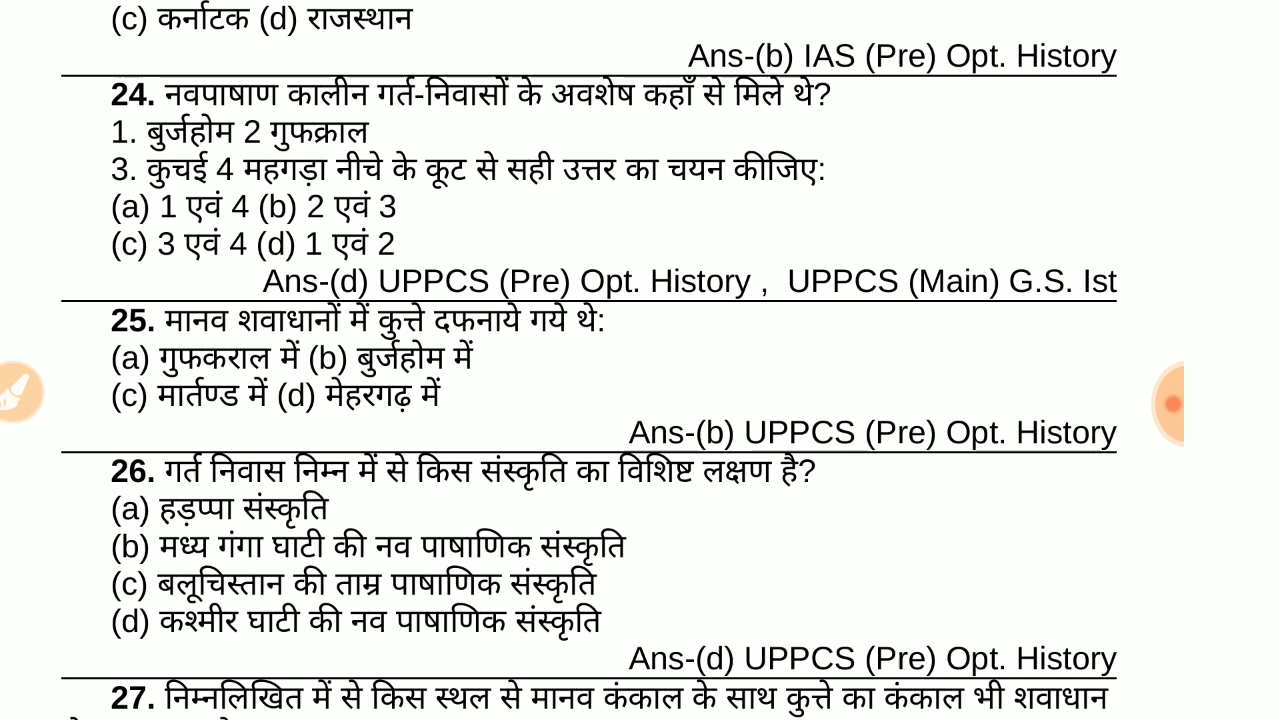 (c) कर्नाटक (d) राजस्थान
Ans-(b) IAS (Pre) Opt. History
24. नवपाषाण कालीन गर्त-निवासों के अवशेष कहाँ से मिले थे?
1. बुर्जहोम 2 गुफक्राल
3. कुचई 4 महगड़ा नीचे के कूट से सही उत्तर का चयन कीजिए:
(a) 1 एवं 4 (b) 2 एवं 3
(c) 3 एवं 4 (d) 1 एवं 2
Ans-(d) UPPCS (Pre) Opt. History , UPPCS (Main) G.S. Ist
25. मानव शवाधानों में कुत्ते दफनाये गये थे:
(a) गुफकराल में (b) बुर्जहोम में
(c) मार्तण्ड में (d) मेहरगढ़ में
Ans-(b) UPPCS (Pre) Opt. History
26. गर्त निवास निम्न में से किस संस्कृति का विशिष्ट लक्षण है?
(a) हड़प्पा संस्कृति
(b) मध्य गंगा घाटी की नव पाषाणिक संस्कृति
(c) बलूचिस्तान की ताम्र पाषाणिक संस्कृति
(d) कश्मीर घाटी की नव पाषाणिक संस्कृति
Ans-(d) UPPCS (Pre) Opt. History
27. निम्नलिखित में से किस स्थल से मानव कंकाल के साथ कुत्ते का कंकाल भी शवाधान